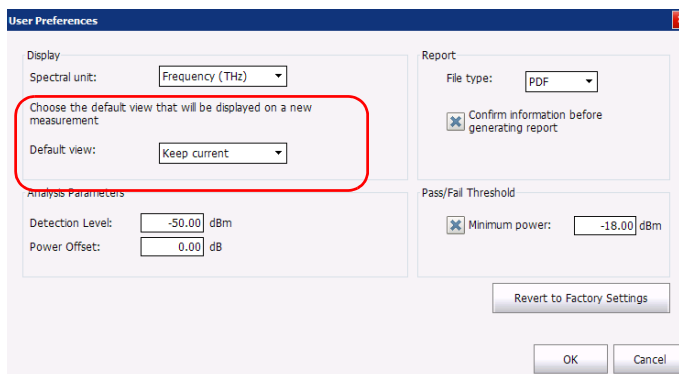 User Preferences
Display
Spectral unit:
Frequency (THz)
Choose the default view that will be displayed on a new
measurement
Default view:
Keep current
Report
File type:
PDF
Confirm information before
generating report
Analysis Parameters
Detection Level:
-50.00 dBm
Power Offset:
0.00 dB
Pass/Fail Threshold
Minimum power:
-18.00 dBm
Revert to Factory Settings
OK
Cancel